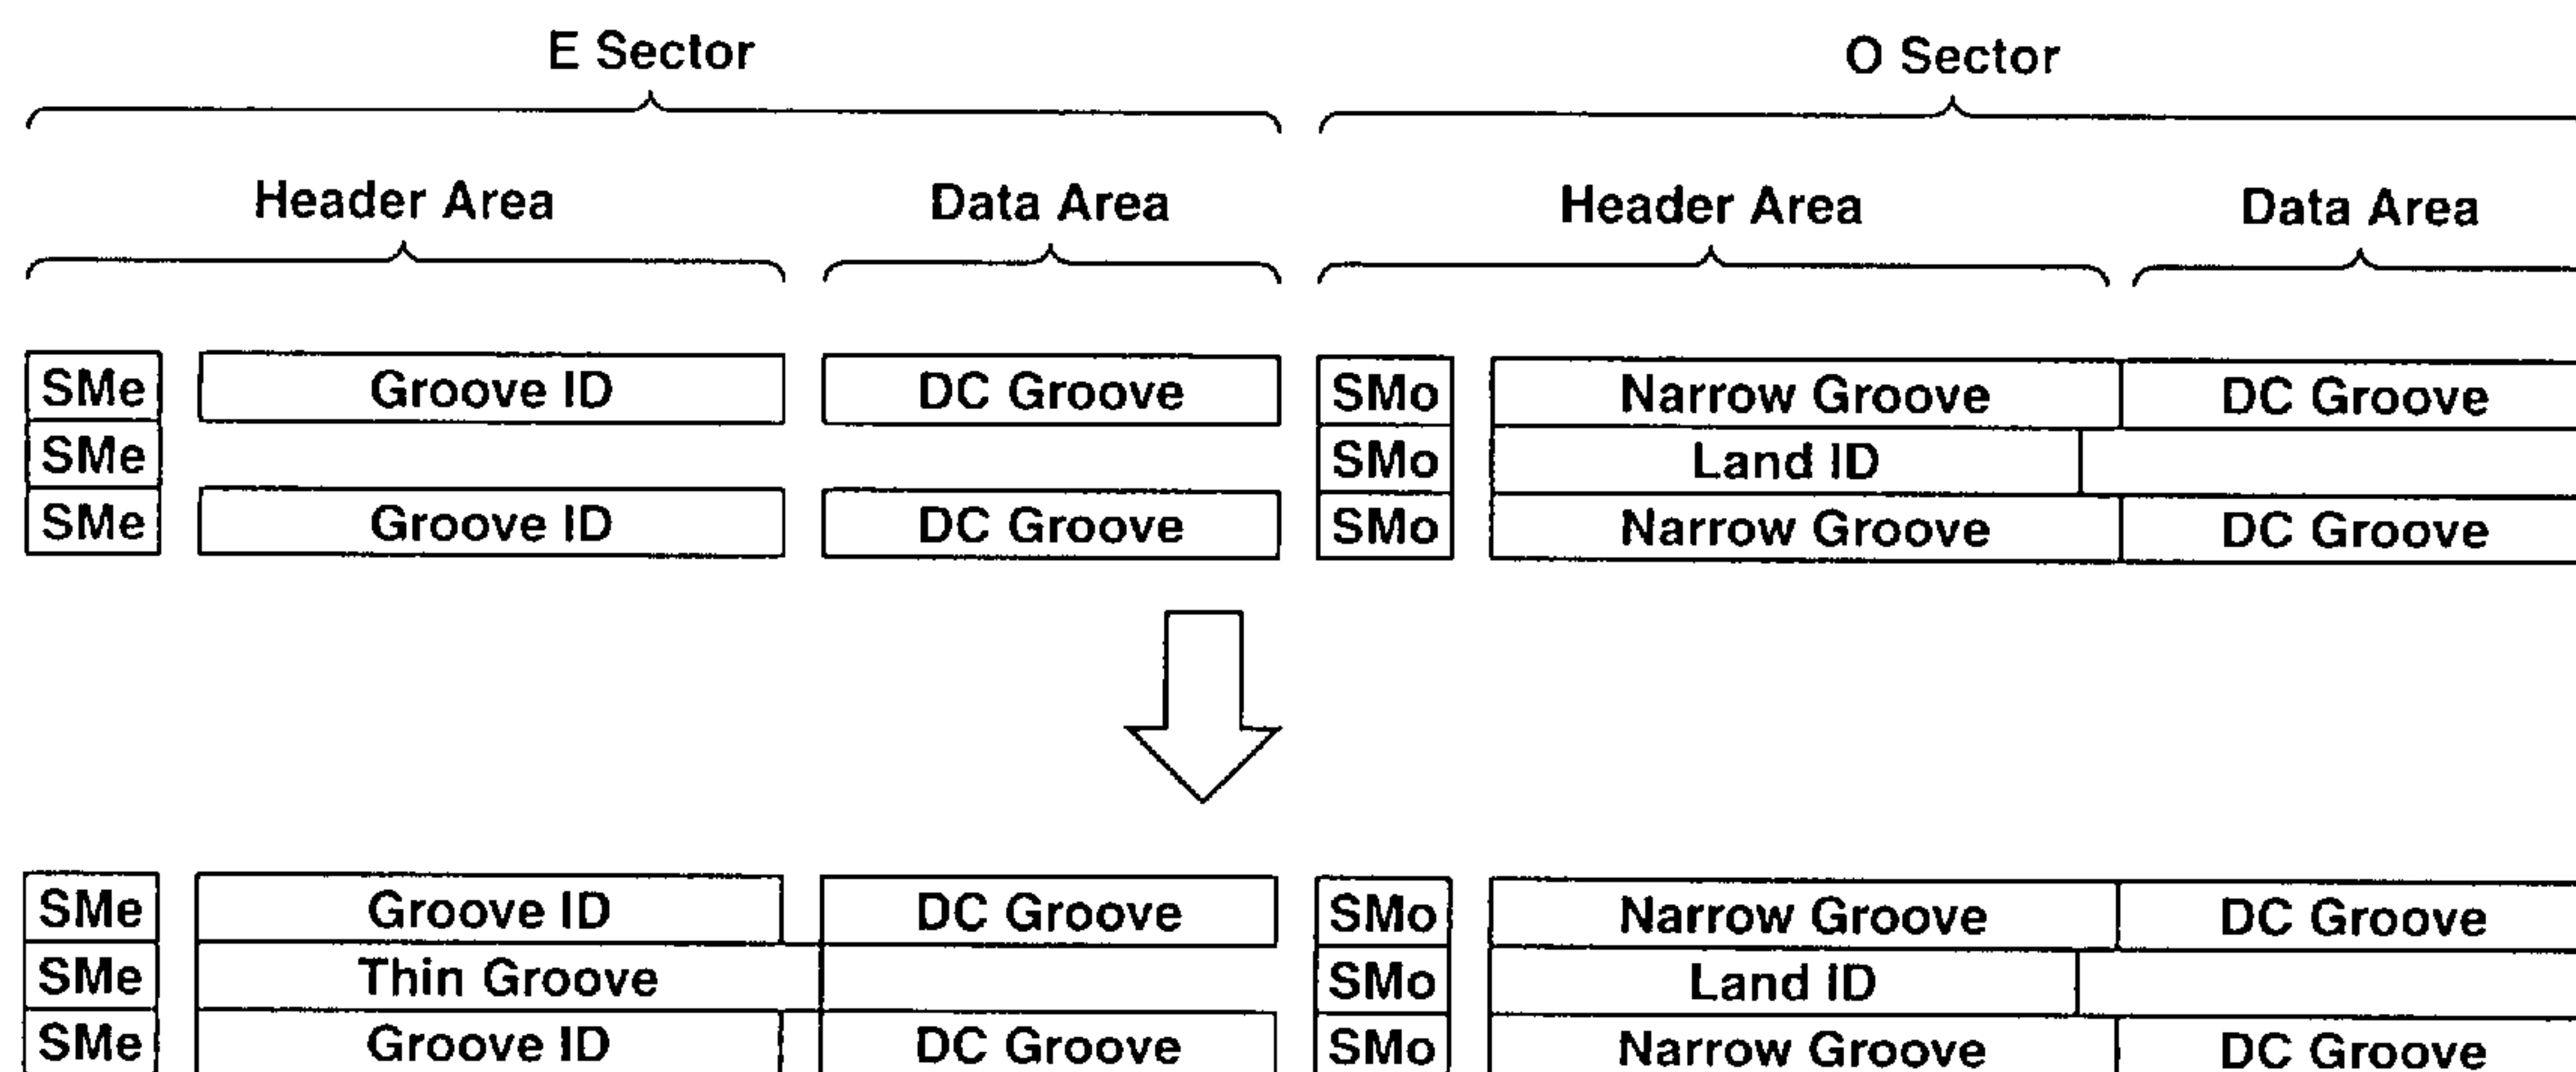 E Sector O Sector
Header Area Data Area Header Area Data Area
SMe Groove ID DC Groove SMo Narrow Groove DC Groove
SMe SMo Land ID
SMe Groove ID DC Groove SMo Narrow Groove DC Groove
SMe Groove ID DC Groove SMo Narrow Groove DC Groove
SMe Thin Groove SMo Land ID
SMe Groove ID DC Groove SMo Narrow Groove DC Groove